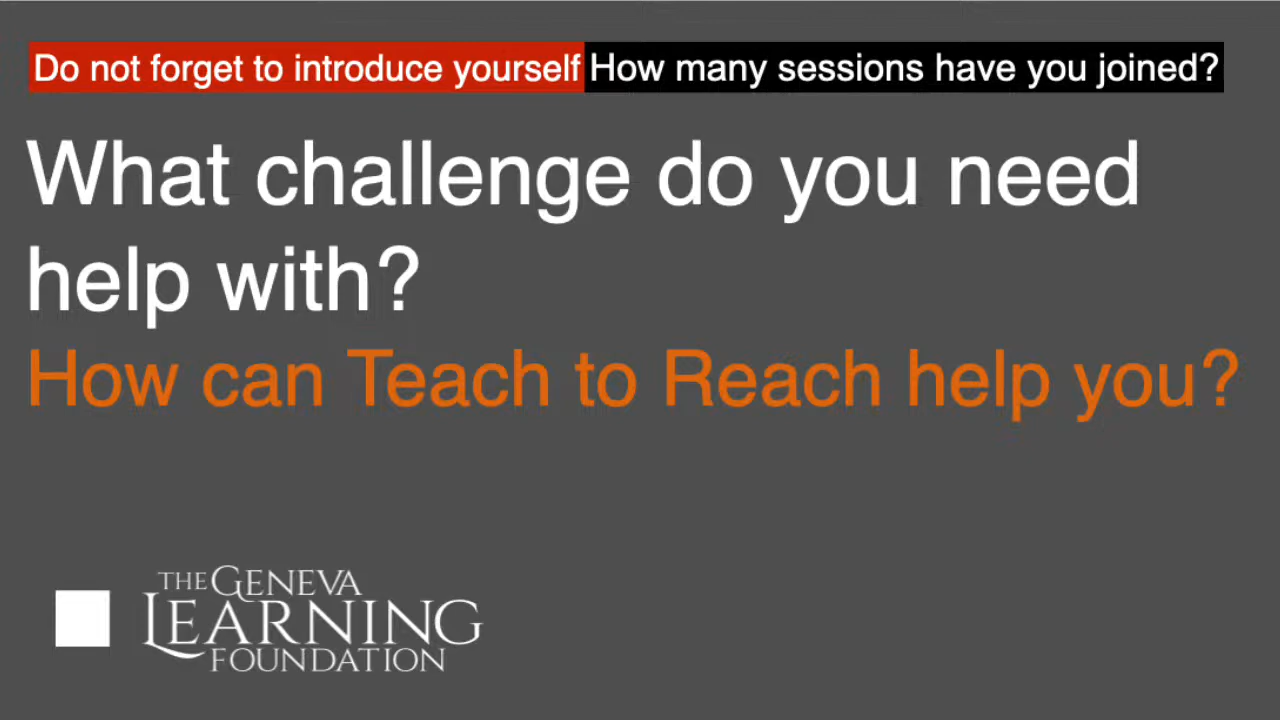 Do not forget to introduce yourself How many sessions have you joined?
What challenge do you need
help with?
How can Teach to Reach help you?
THE GENEVA
LEARNING
FOUNDATION